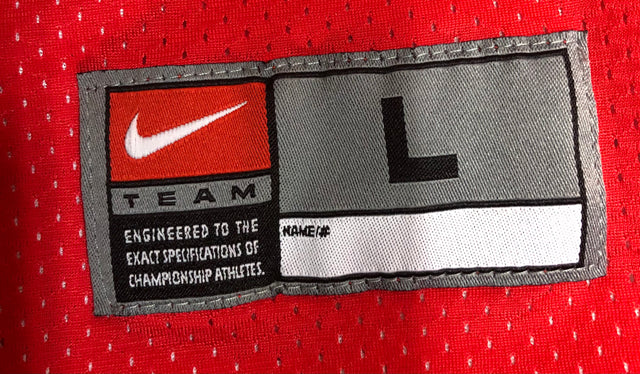 TEAM
ENGINEERED TO THE
EXACT SPECIFICATIONS OF
CHAMPIONSHIP ATHLETES.
L
NAME/#